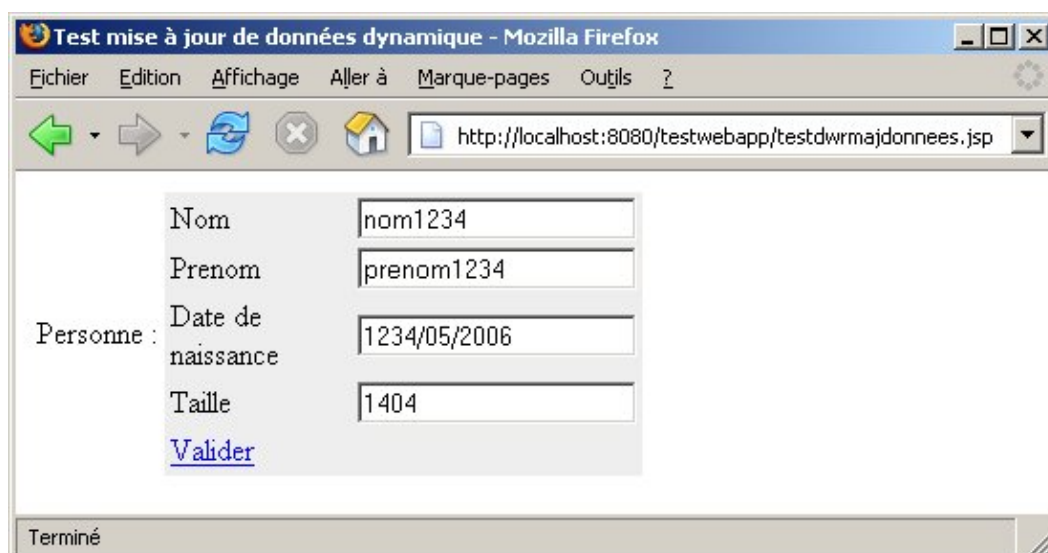 Test mise à jour de données dynamique - Mozilla Firefox
Fichier Edition Affichage Aller à Marque-pages Outils ?
http://localhost:8080/testwebapp/testdwrmajdonnees.jsp
Nom nom1234
Prenom prenom1234
Personne :
Date de
naissance
1234/05/2006
Taille 1404
Valider
Terminé